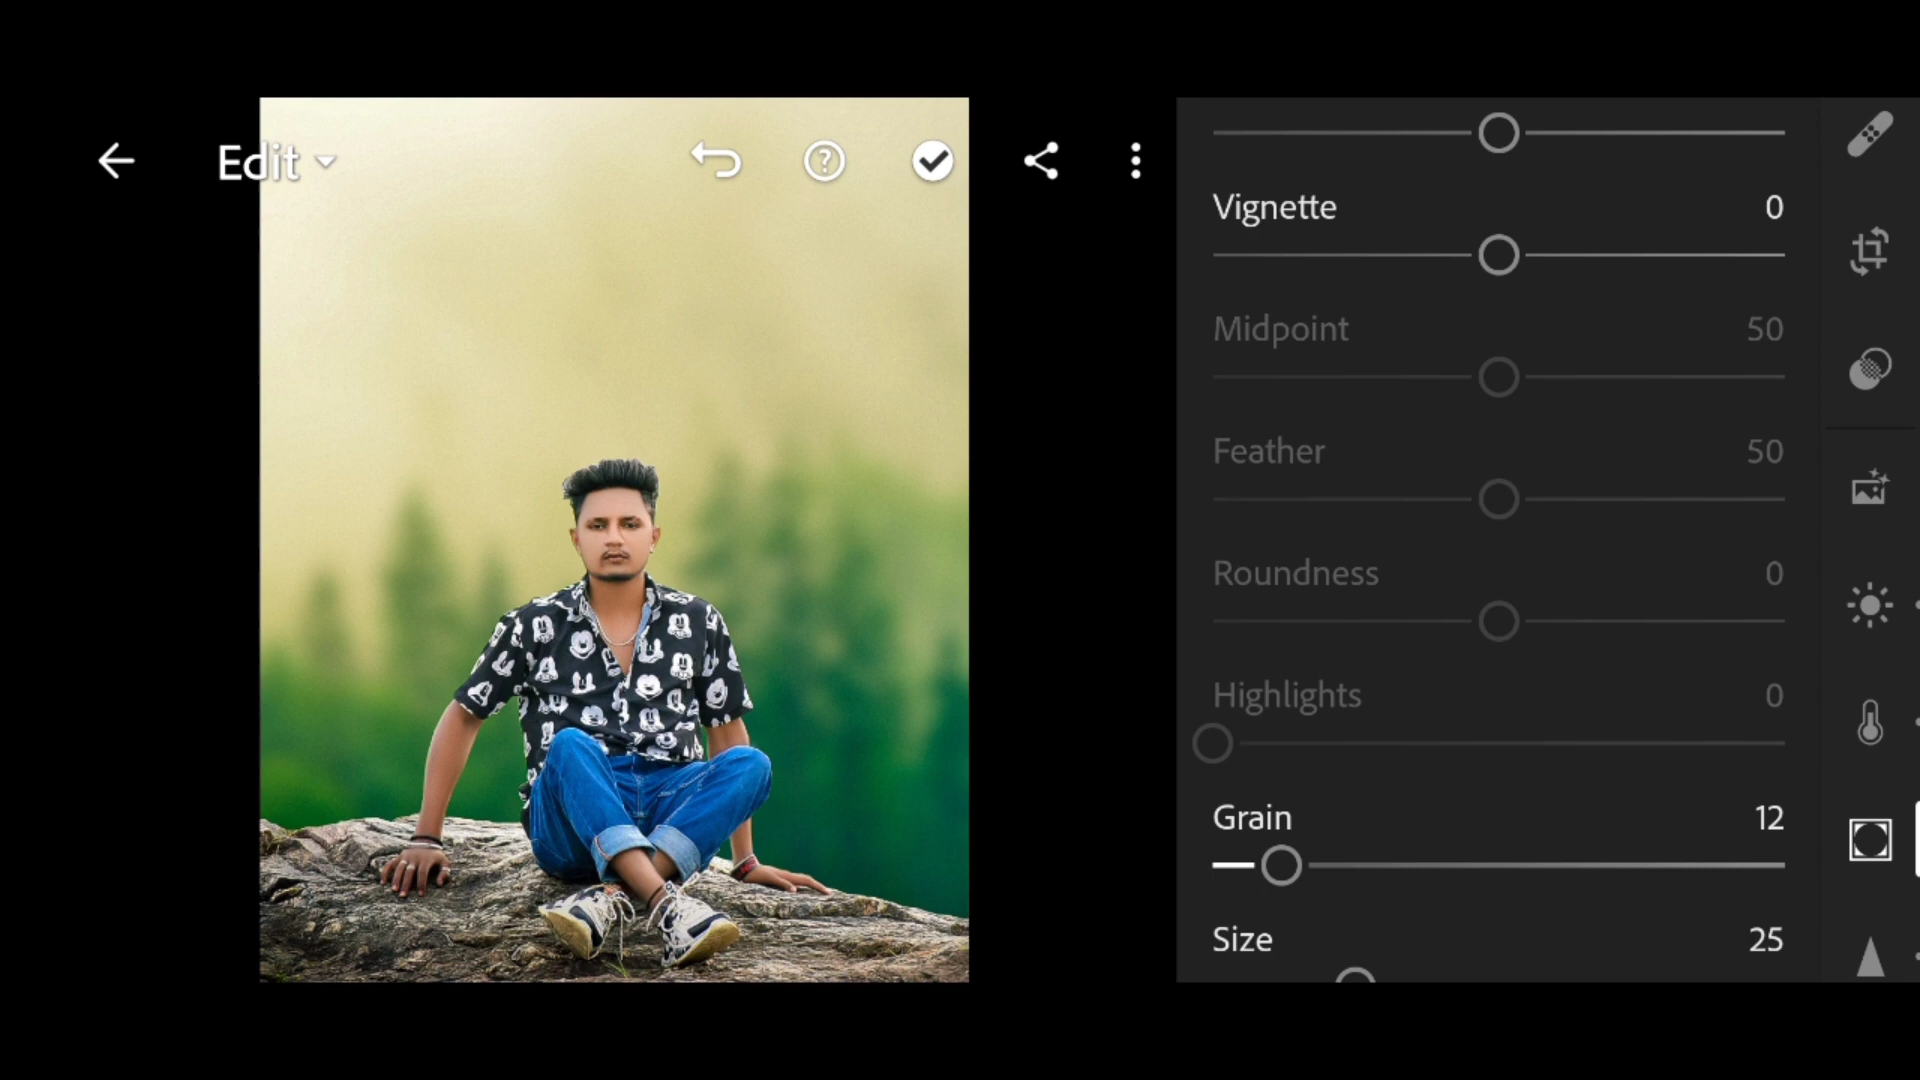 Edit
Vignette 0
Midpoint 50
Feather 50
Roundness 0
Highlights 0
Grain 12
Size 25